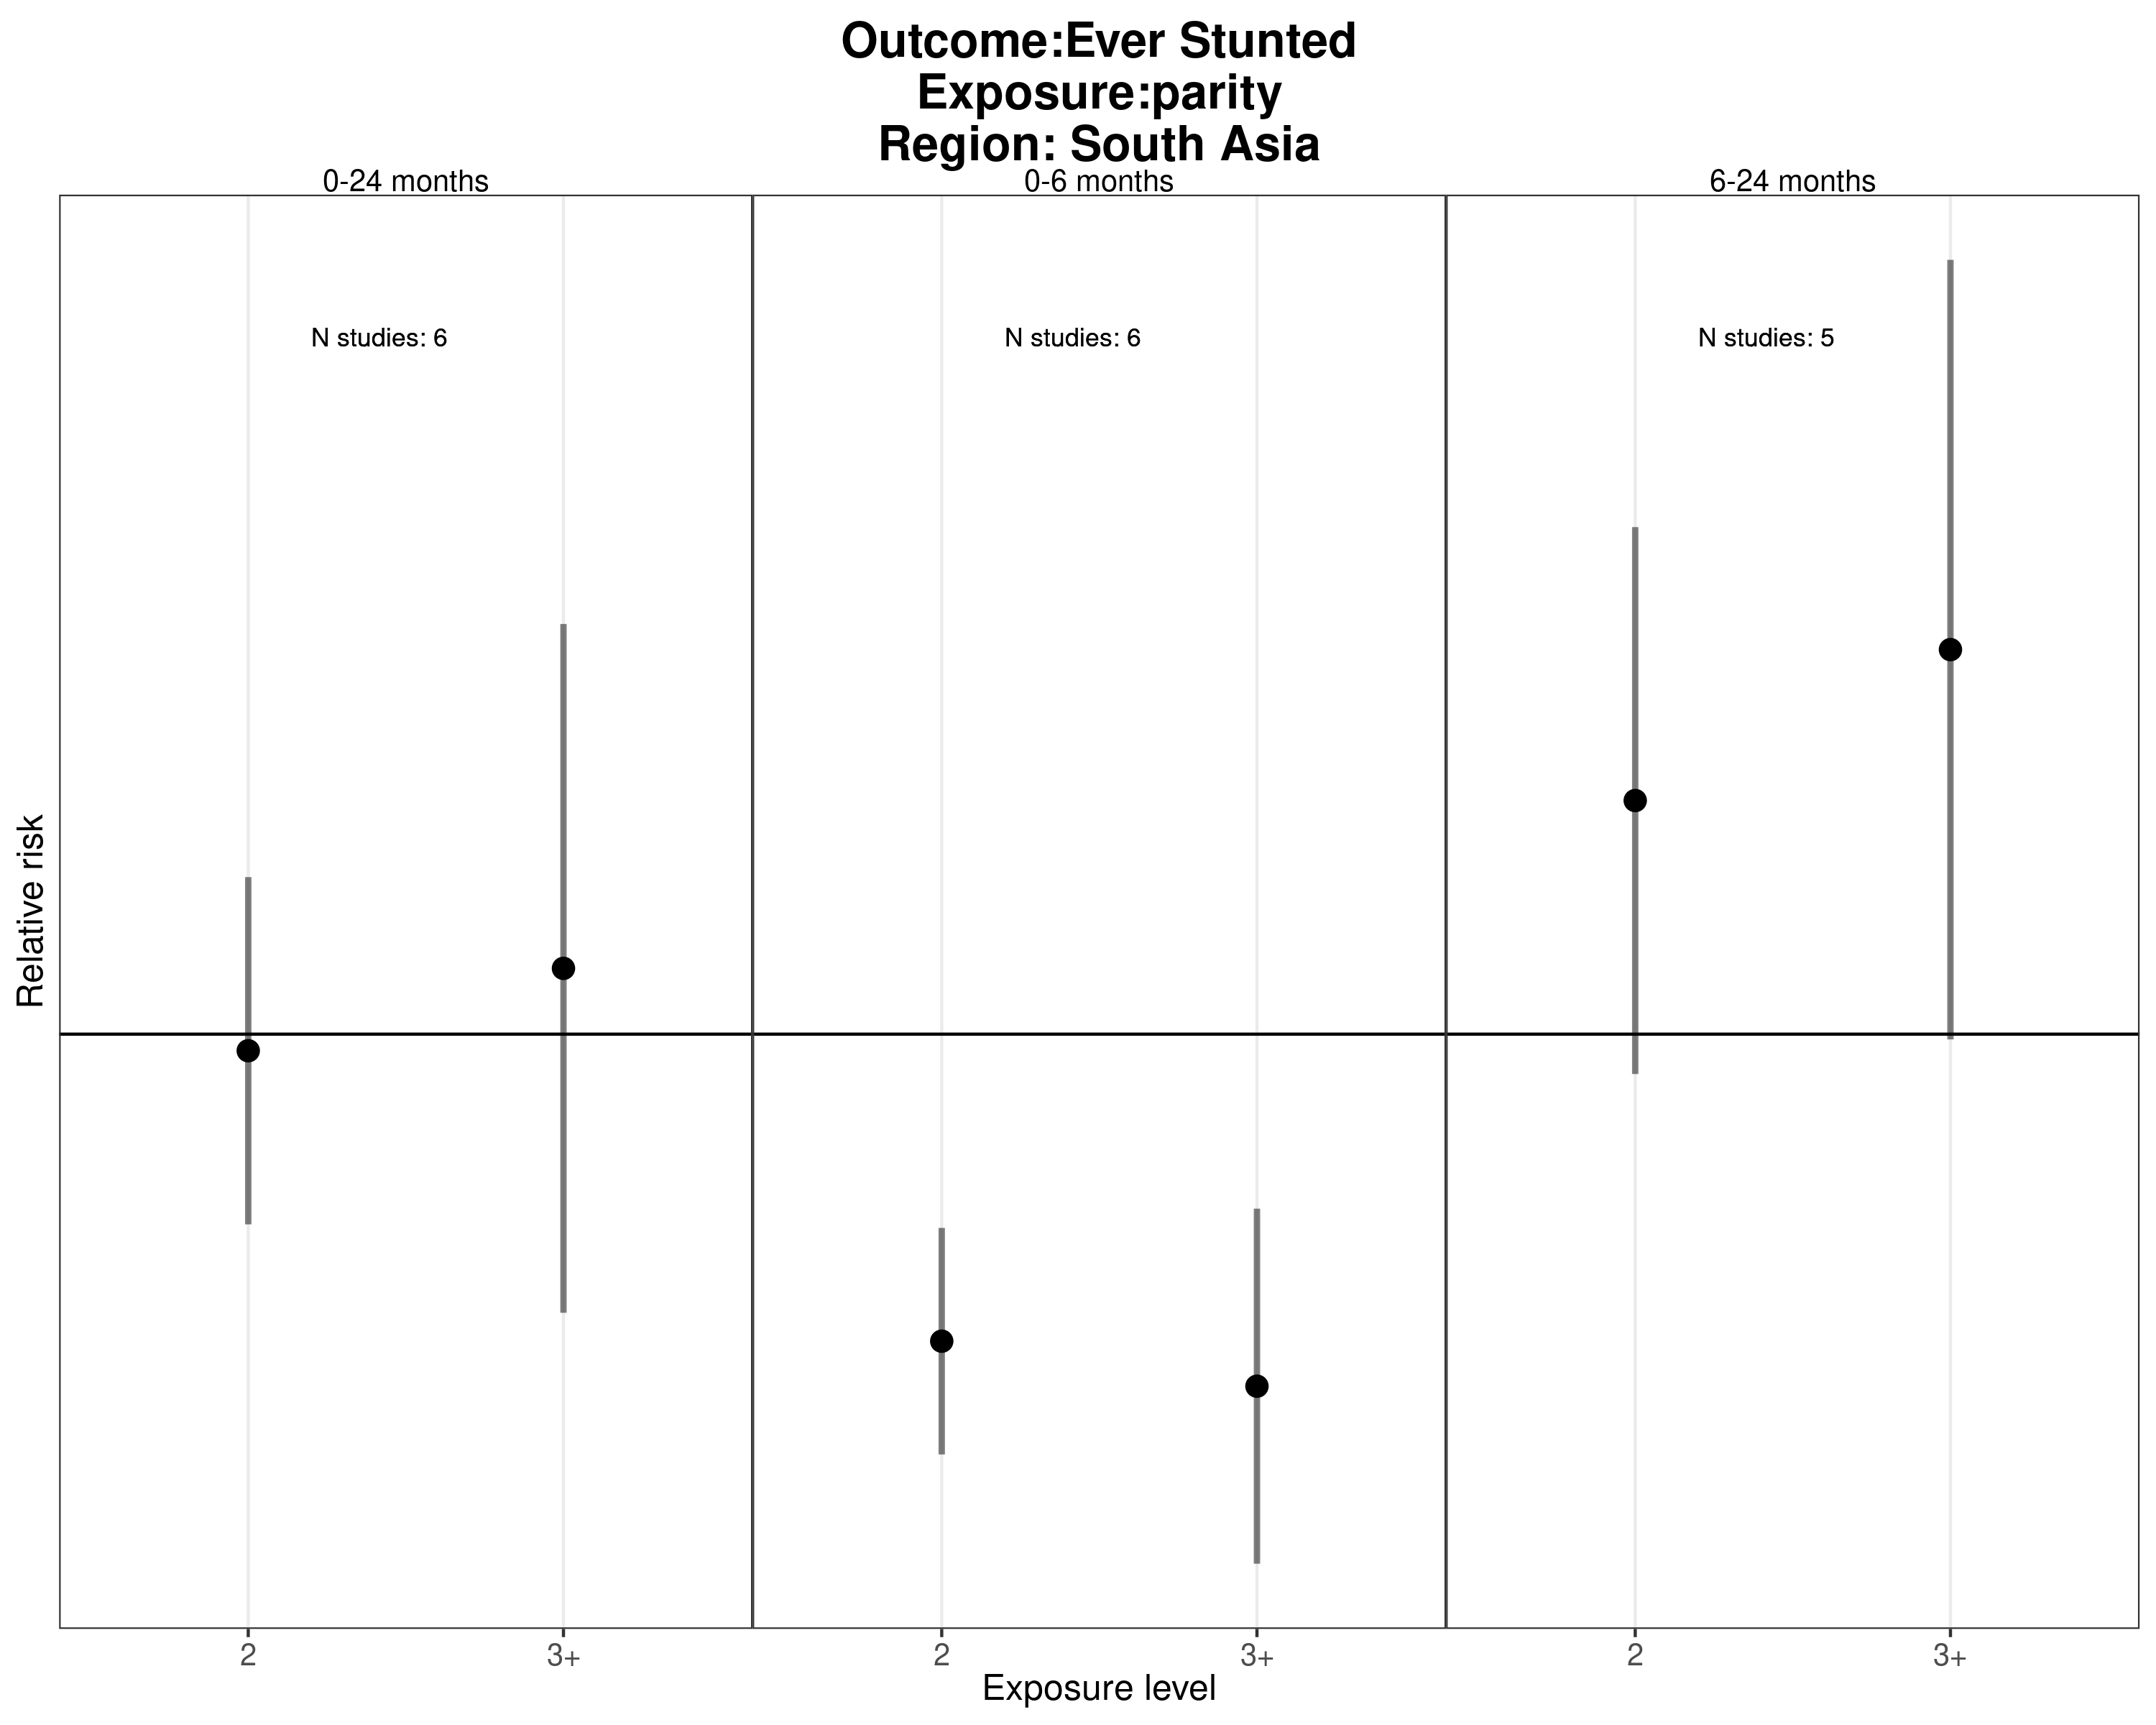 Outcome:Ever Stunted
Exposure:parity
Region: South Asia
0-24 months
0-6 months
6-24 months
N studies: 6
N studies: 6
N studies: 5
Relative risk
2
3+
2
3+
2
3+
Exposure level